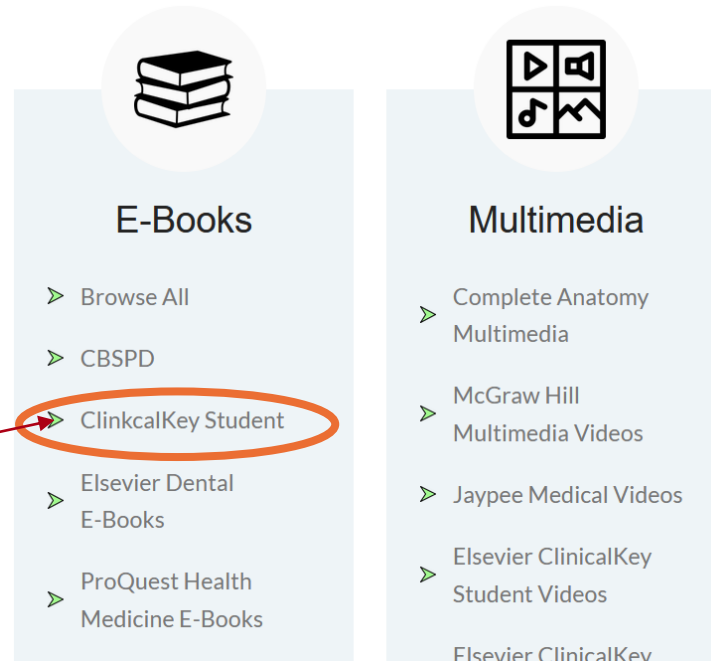 E-Books
Browse All
CBSPD
ClinkcalKey Student
Elsevier Dental
E-Books
ProQuest Health
Medicine E-Books
Multimedia
Complete Anatomy
Multimedia
McGraw Hill
Multimedia Videos
Jaypee Medical Videos
Elsevier ClinicalKey
Student Videos
Elsevier ClinicalKey